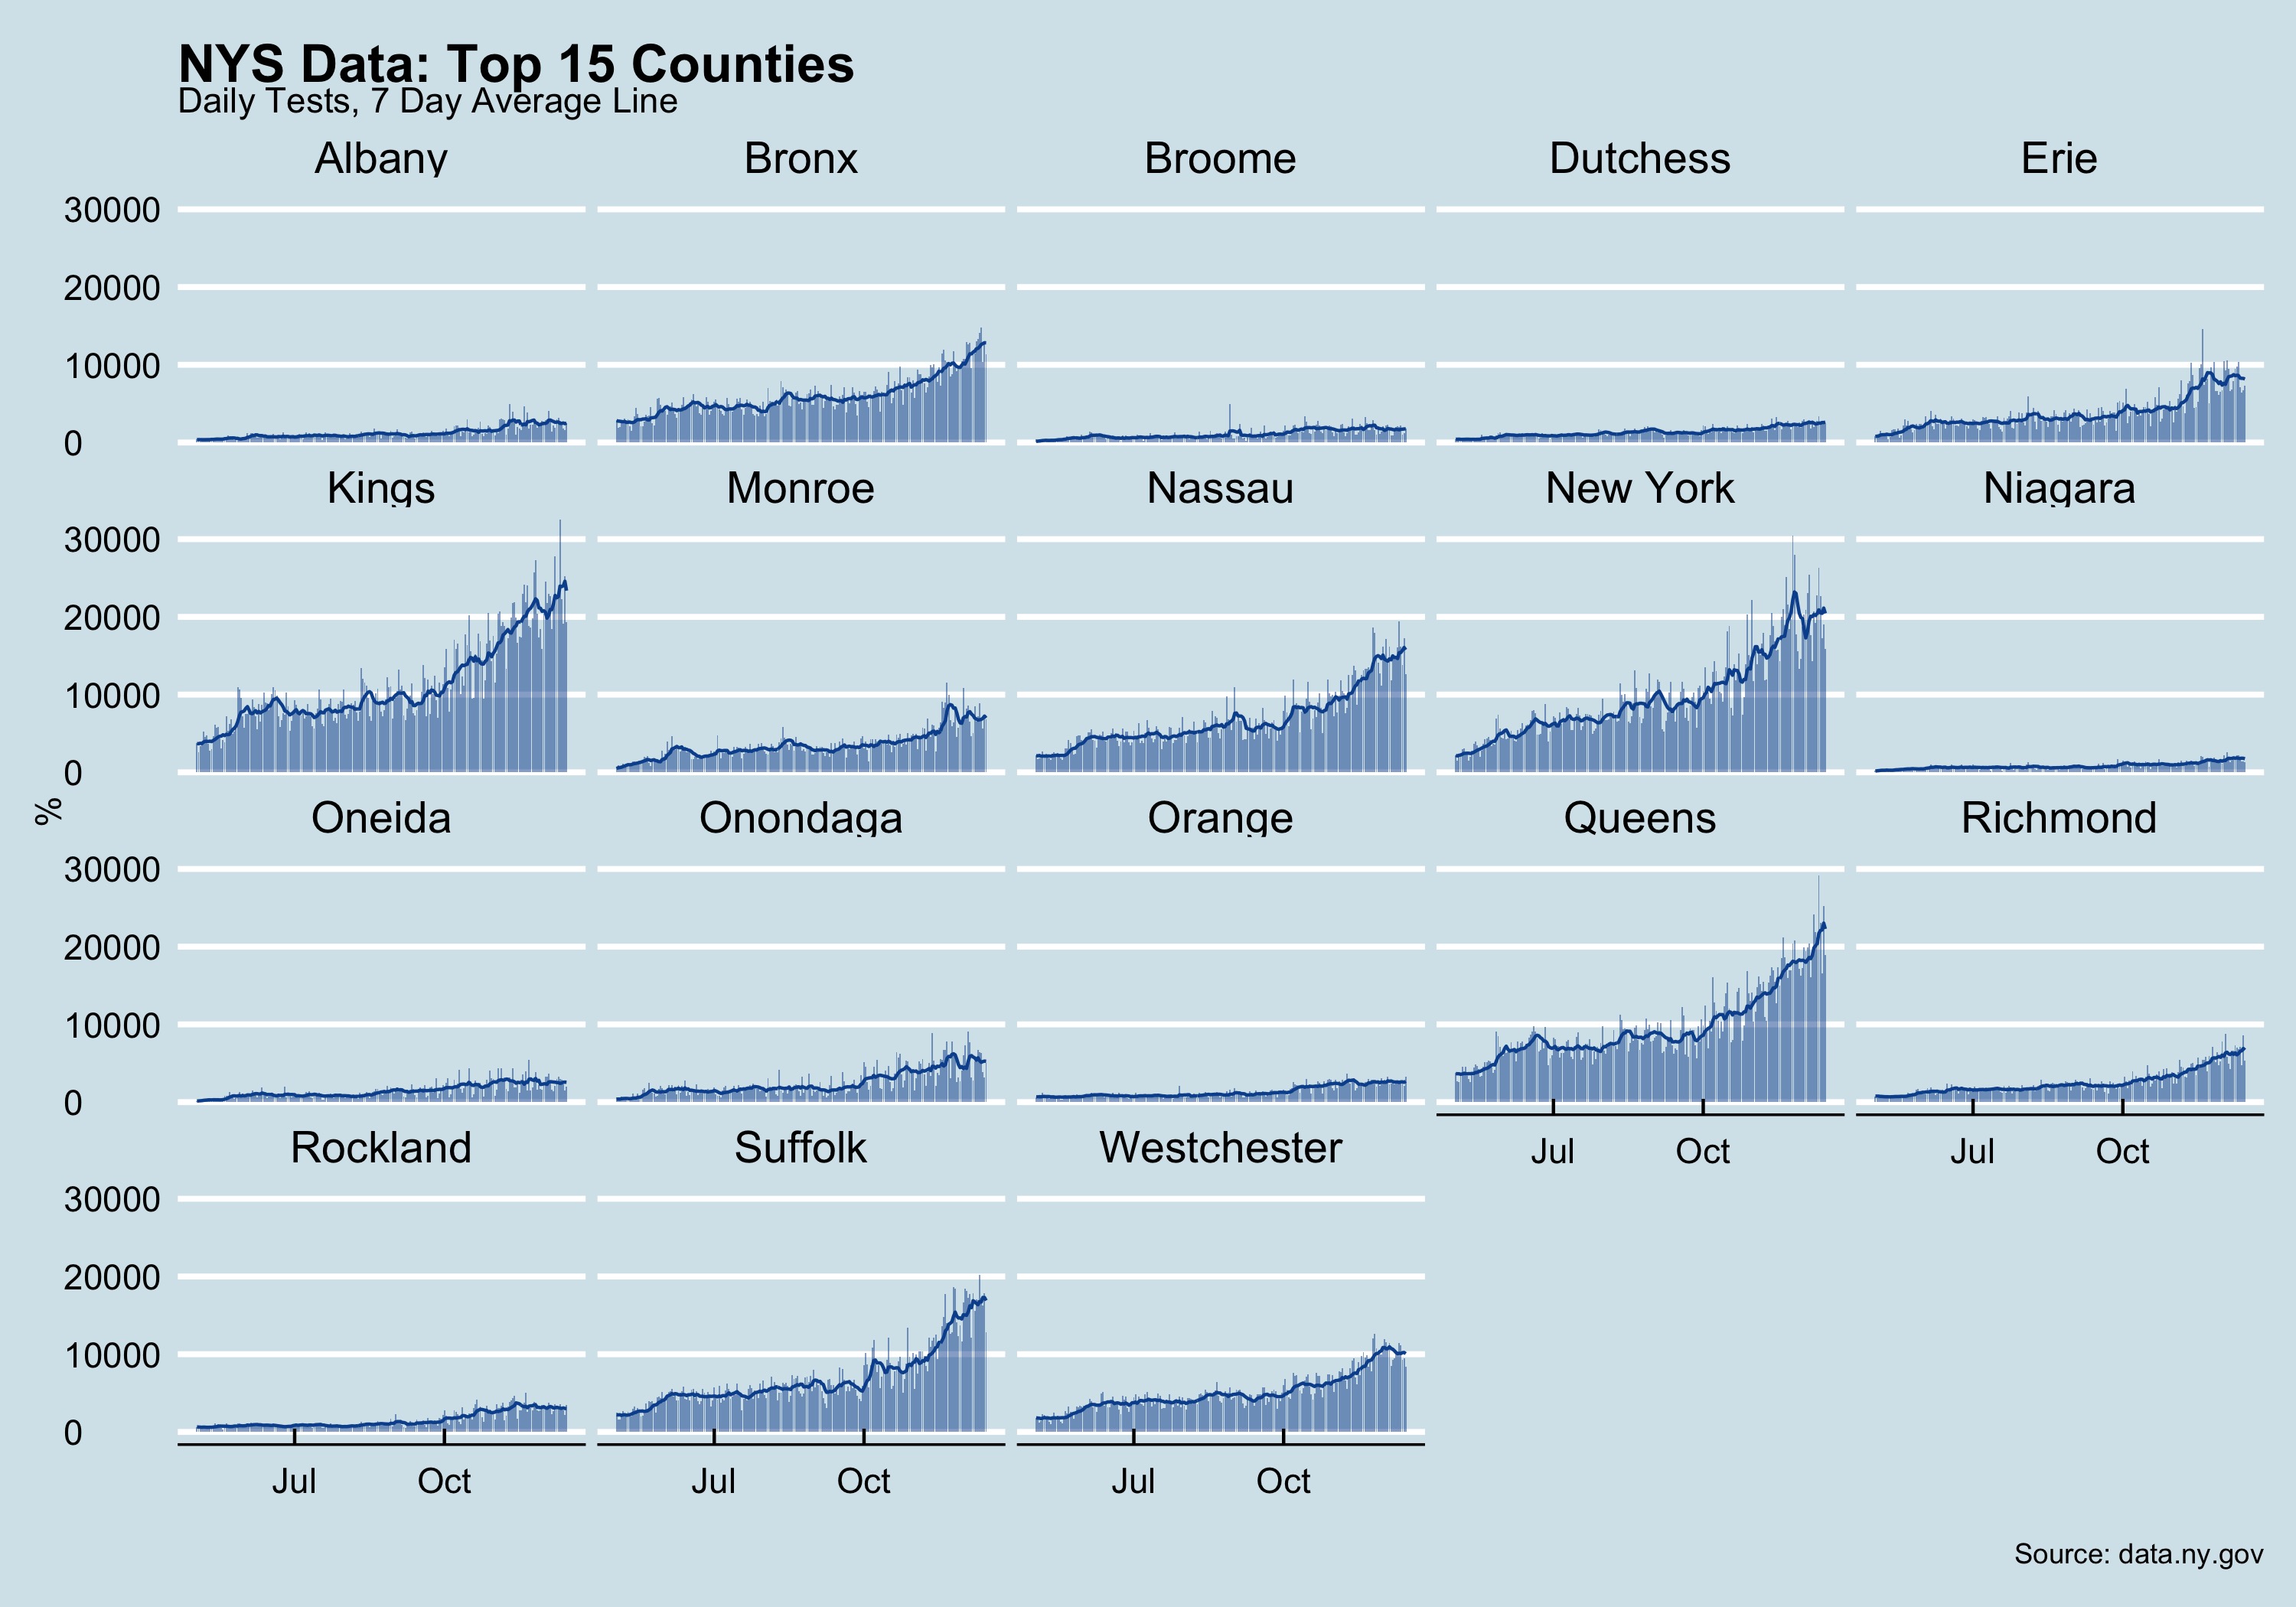 NYS Data: Top 15 Counties
Daily Tests, 7 Day Average Line
Albany Bronx Broome Dutchess Erie
30000
20000
10000
0
Kings Monroe Nassau New York Niagara
30000
20000
10000
0
%
Oneida Onondaga Orange Queens Richmond
30000
20000
10000
0
Jul Oct Jul Oct
Rockland Suffolk Westchester
30000
20000
10000
0
Jul Oct Jul Oct Jul Oct
Source: data.ny.gov